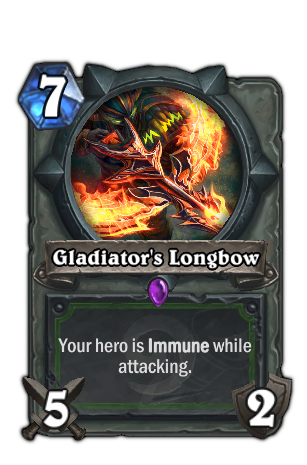 7
Gladiator's Longbow
Your hero is Immune while
attacking.
5 2